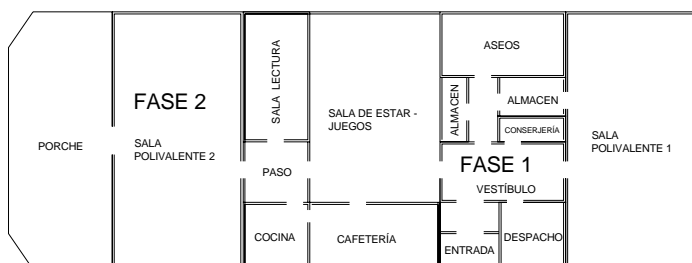 ASEOS
SALA LECTURA
ALMACEN
ALMACEN
FASE 2
SALA DE ESTAR -
JUEGOS
CONSERJERÍA
SALA
POLIVALENTE 1
PORCHE
SALA
POLIVALENTE 2
FASE 1
PASO
VESTÍBULO
COCINA
CAFETERÍA
ENTRADA
DESPACHO